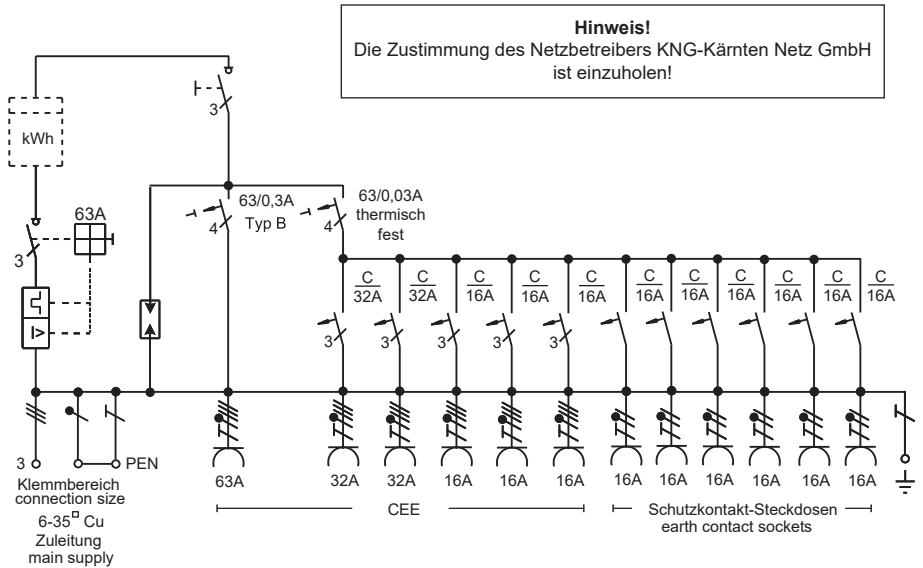 Hinweis!
Die Zustimmung des Netzbetreibers KNG-Kärnten Netz GmbH
ist einzuholen!
kWh
3
63A
3
63/0,3A
Typ B
4
63/0,03A
thermisch
fest
4
C
32A
C
32A
C
16A
C
16A
C
16A
C
16A
C
16A
C
16A
C
16A
C
16A
C
16A
3
3
3
3
3
I>
3
PEN
63A
32A
32A
16A
16A
16A
16A
16A
16A
16A
16A
16A
Klemmbereich
connection size
6-35□ Cu
Zuleitung
main supply
CEE
Schutzkontakt-Steckdosen
earth contact sockets